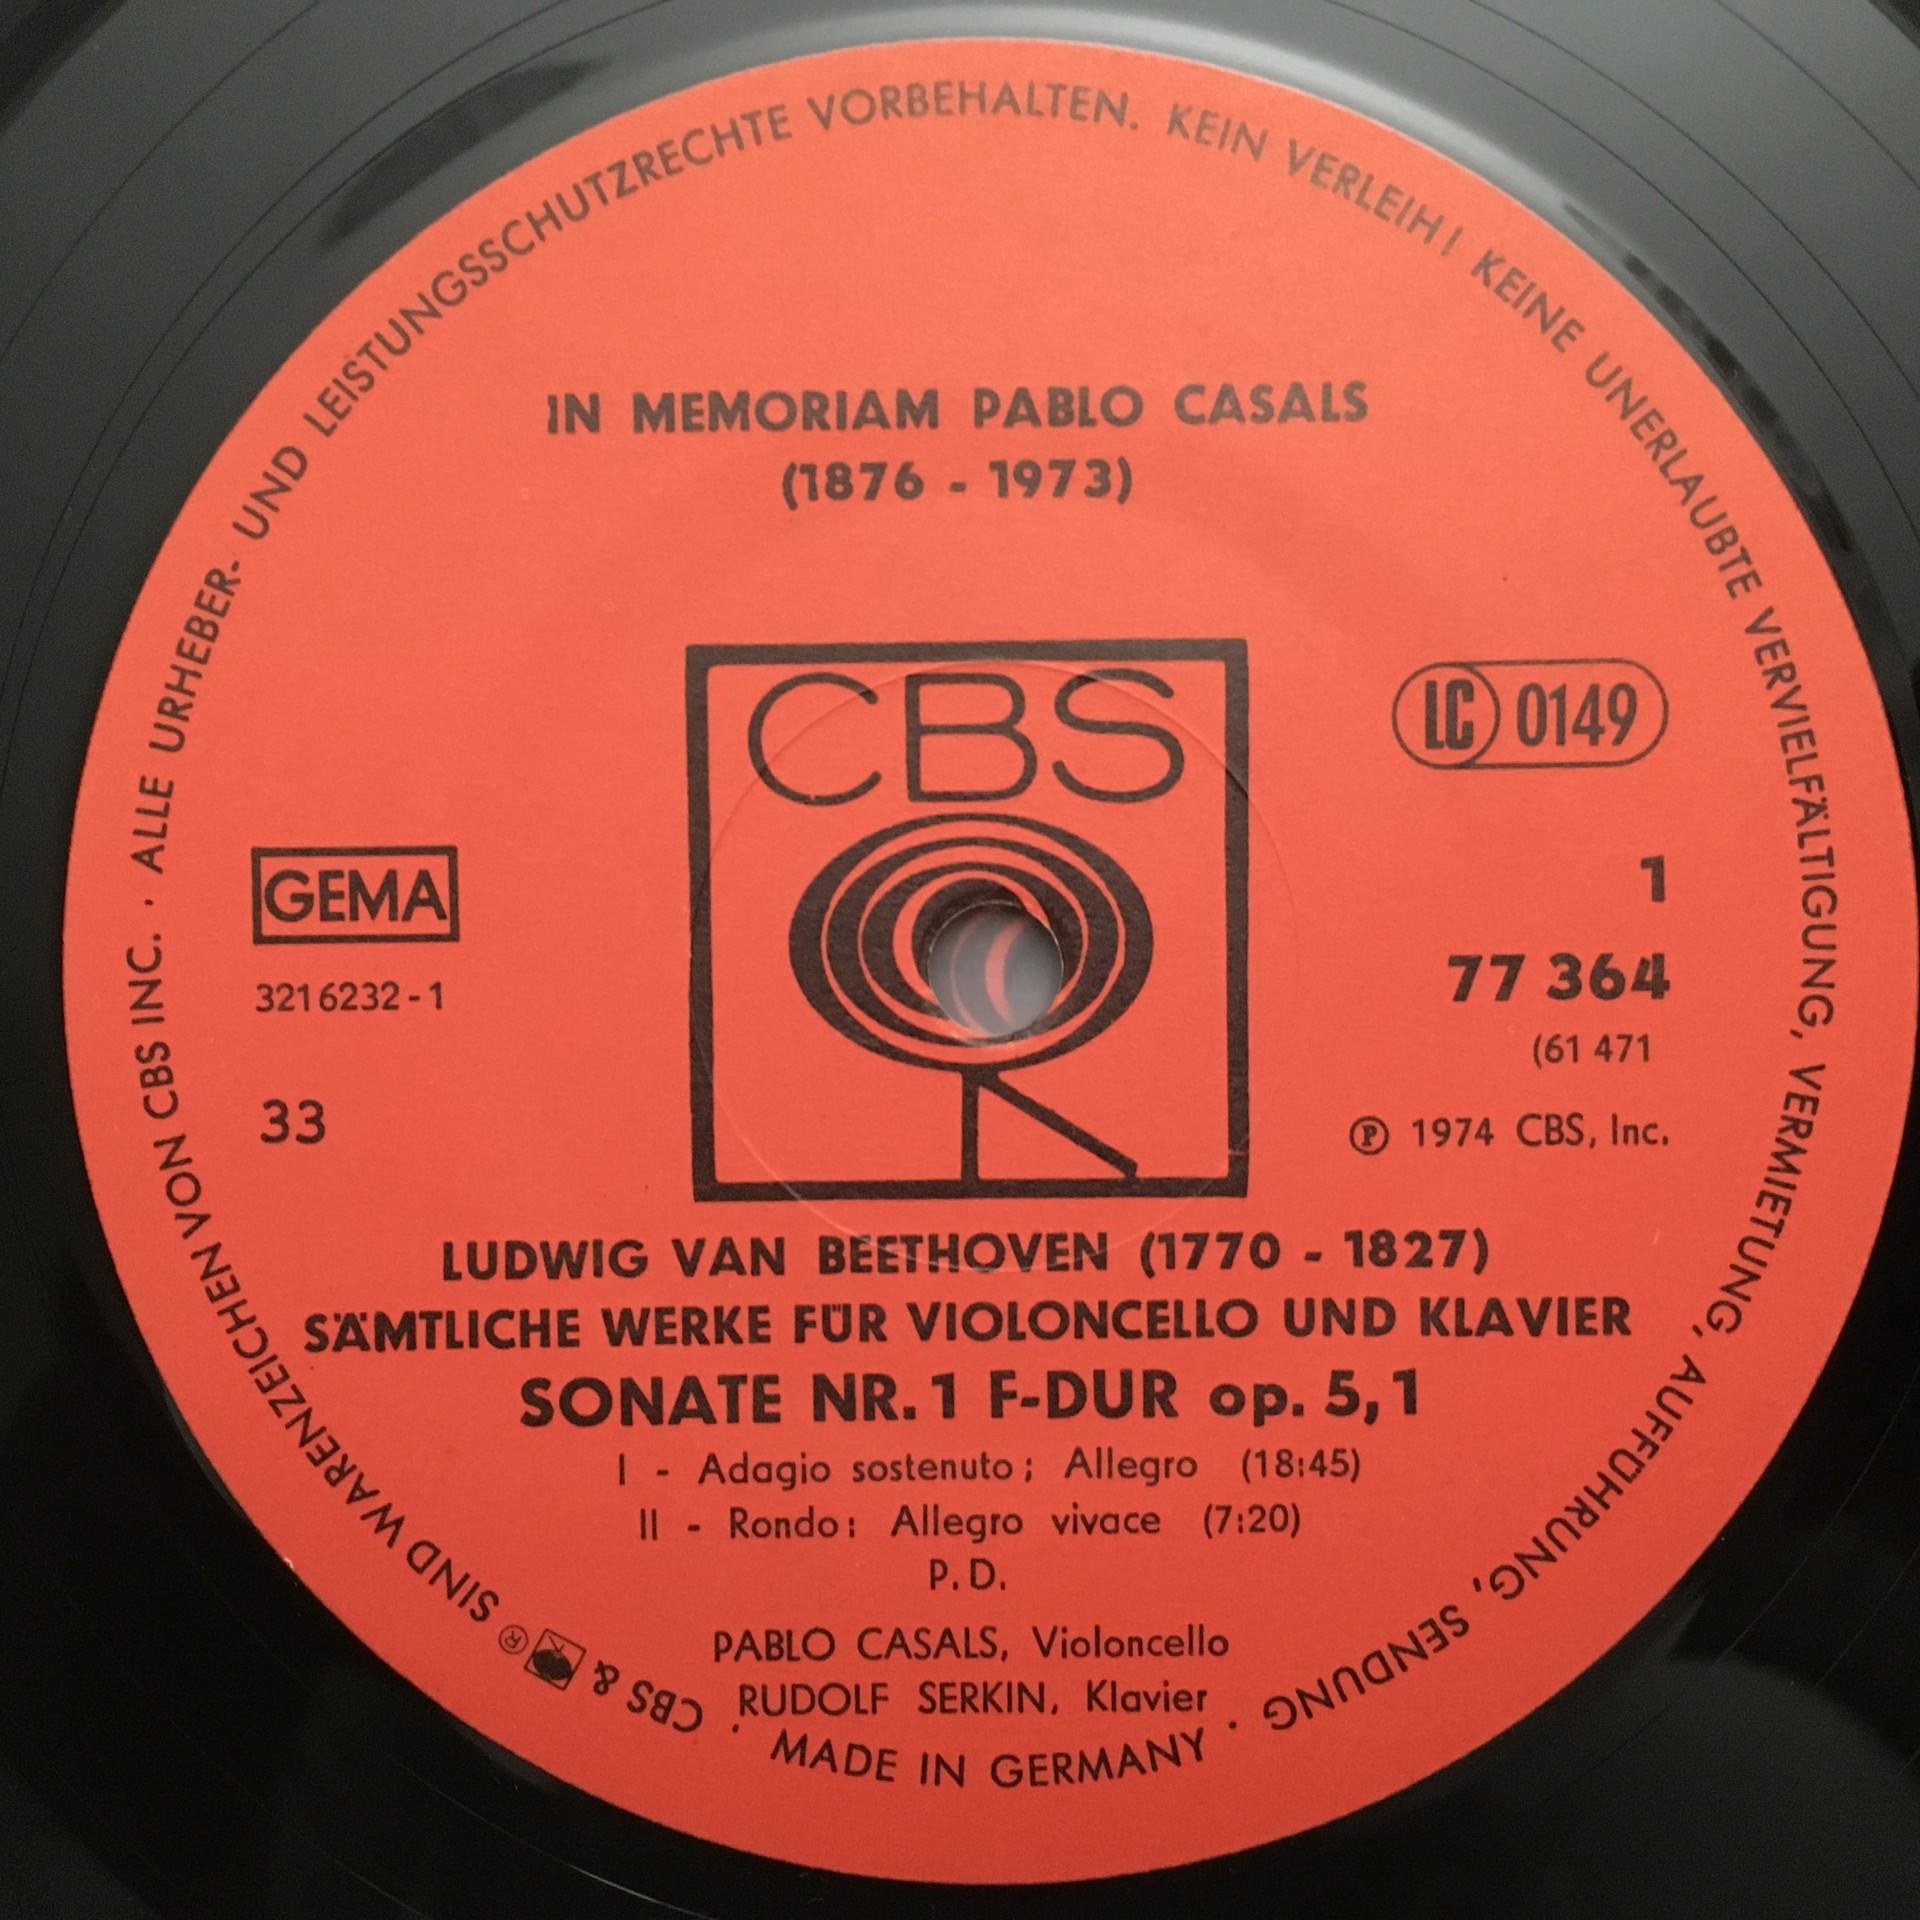 IN MEMORIAM PABLO CASALS
(1876 - 1973)
CBS
LC 0149
GEMA
3216232-1
33
1
77 364
(61 471
Ⓟ 1974 CBS, Inc.
LUDWIG VAN BEETHOVEN (1770 - 1827)
SÄMTLICHE WERKE FÜR VIOLONCELLO UND KLAVIER
SONATE NR. 1 F-DUR op. 5, 1
I - Adagio sostenuto; Allegro (18:45)
II - Rondo: Allegro vivace (7:20)
P. D.
PABLO CASALS, Violoncello
RUDOLF SERKIN, Klavier
CBS & ® SIND WARENZEICHEN VON CBS INC. · ALLE URHEBER- UND LEISTUNGSSCHUTZRECHTE VORBEHALTEN. KEIN VERLEIH! KEINE UNERLAUBTE VERVIELFÄLTIGUNG, VERMIETUNG, AUFFÜHRUNG, SENDUNG · MADE IN GERMANY ·